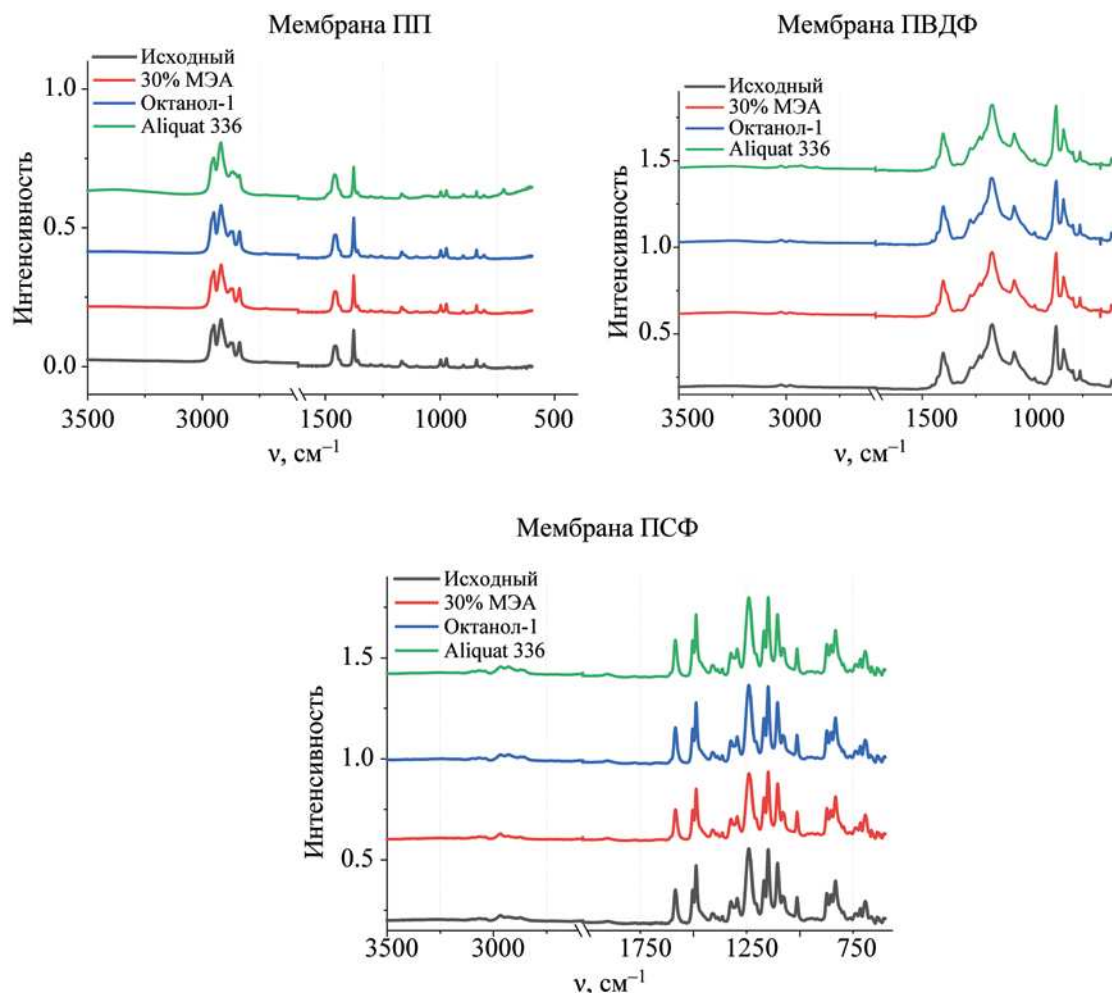 Мембрана ПП
Исходный
30% МЭА
Октанол-1
Aliquat 336
Интенсивность
1.0
0.5
0.0
3500
3000
1500
1000
500
ν, см⁻¹
Мембрана ПВДФ
Исходный
30% МЭА
Октанол-1
Aliquat 336
Интенсивность
1.5
1.0
0.5
3500
3000
1500
1000
ν, см⁻¹
Мембрана ПСФ
Исходный
30% МЭА
Октанол-1
Aliquat 336
Интенсивность
1.5
1.0
0.5
3500
3000
1750
1250
750
ν, см⁻¹